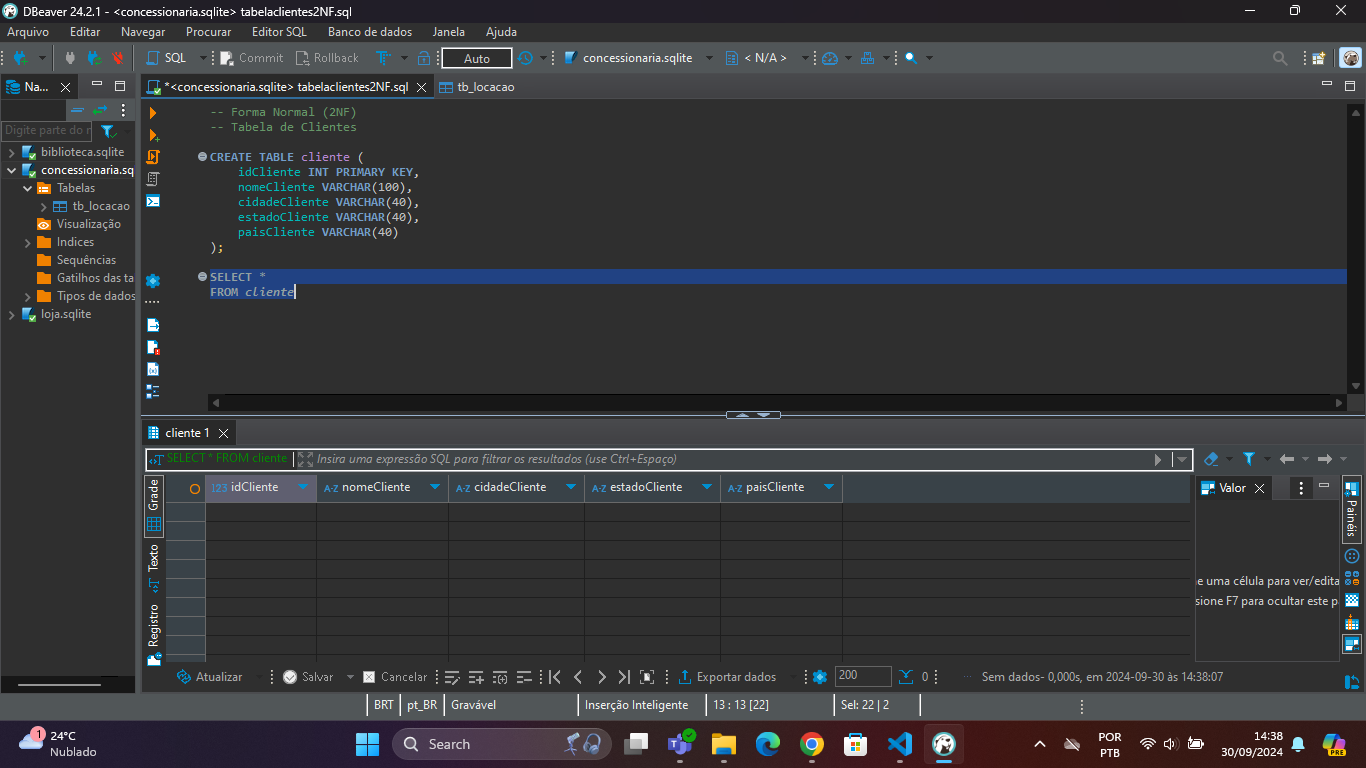 DBeaver 24.2.1 - <concessionaria.sqlite> tabelaclientes2NF.sql
Arquivo Editar Navegar Procurar Editor SQL Banco de dados Janela Ajuda
SQL Commit Rollback Auto concessionaria.sqlite < N/A >
Na... *<concessionaria.sqlite> tabelaclientes2NF.sql tb_locacao
Digite parte do n
biblioteca.sqlite
concessionaria.sq
Tabelas
tb_locacao
Visualização
Indices
Sequências
Gatilhos das ta
Tipos de dados
loja.sqlite
-- Forma Normal (2NF)
-- Tabela de Clientes
CREATE TABLE cliente (
idCliente INT PRIMARY KEY,
nomeCliente VARCHAR(100),
cidadeCliente VARCHAR(40),
estadoCliente VARCHAR(40),
paisCliente VARCHAR(40)
);
SELECT *
FROM cliente
cliente 1
SELECT * FROM cliente Insira uma expressão SQL para filtrar os resultados (use Ctrl+Espaço)
Grade
Texto
Registro
123 idCliente A-Z nomeCliente A-Z cidadeCliente A-Z estadoCliente A-Z paisCliente
Valor
e uma célula para ver/edita
sione F7 para ocultar este p
Painéis
Atualizar Salvar Cancelar Exportar dados 200 0 Sem dados- 0,000s, em 2024-09-30 às 14:38:07
BRT pt_BR Gravável Inserção Inteligente 13 : 13 [22] Sel: 22 | 2
1
24°C
Nublado
Search
POR
PTB
14:38
30/09/2024
PRE